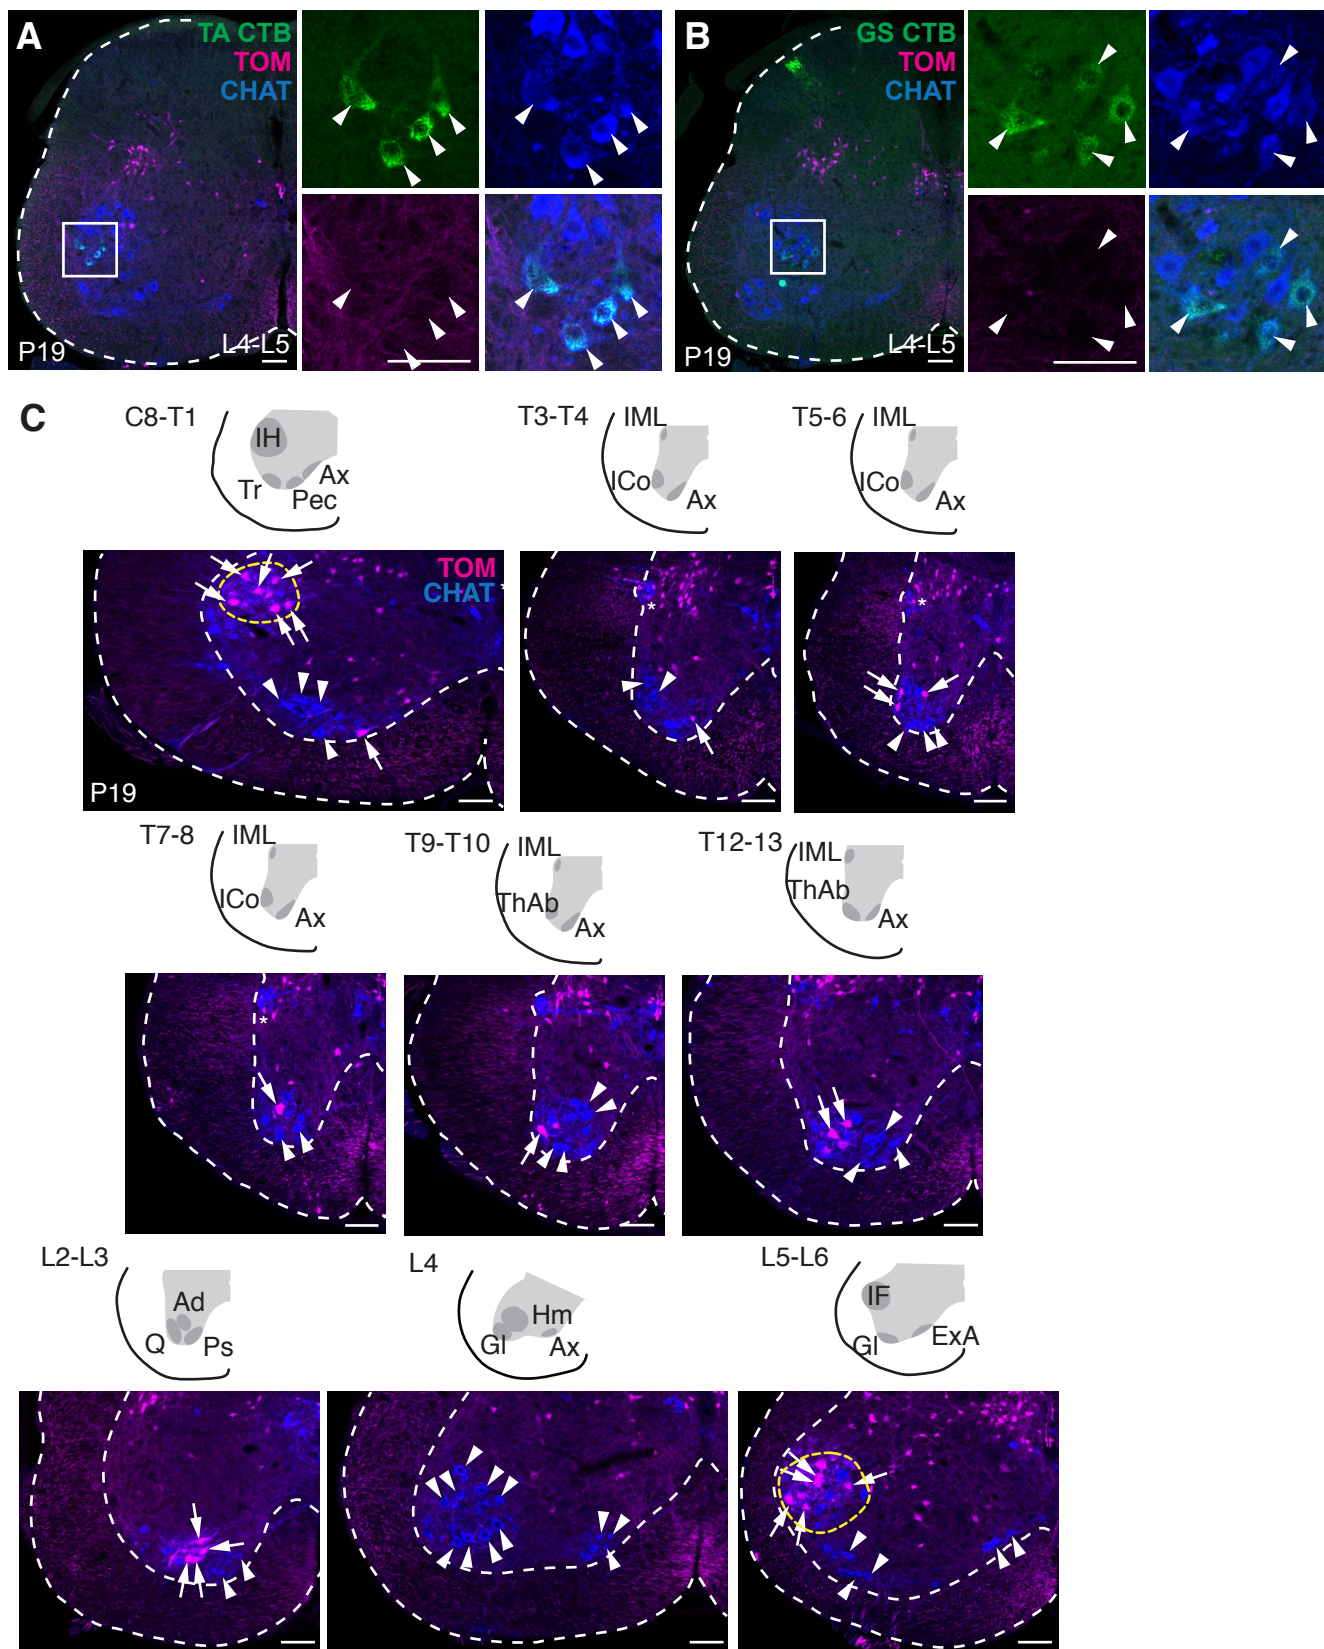 A
TA CTB
TOM
CHAT
P19
L4-L5
B
GS CTB
TOM
CHAT
P19
L4-L5
C
C8-T1
IH
Tr
Pec
Ax
T3-T4
IML
ICo
Ax
T5-6
IML
ICo
Ax
TOM
CHAT
*
*
P19
T7-8
IML
ICo
Ax
T9-T10
IML
ThAb
Ax
T12-13
IML
ThAb
Ax
*
L2-L3
Ad
Q
Ps
L4
Hm
Gl
Ax
L5-L6
IF
Gl
ExA